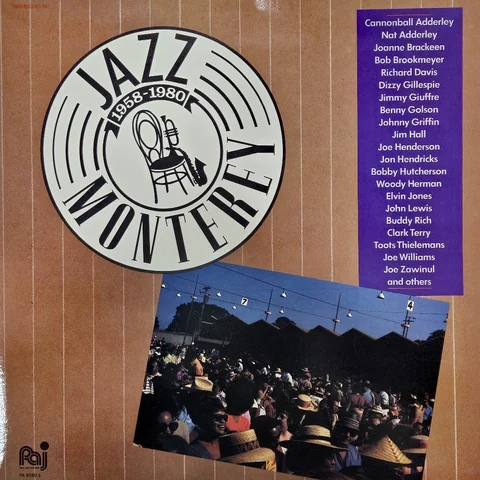 JAZZ
1958-1980
MONTEREY
Cannonball Adderley
Nat Adderley
Joanne Brackeen
Bob Brookmeyer
Richard Davis
Dizzy Gillespie
Jimmy Giuffre
Benny Golson
Johnny Griffin
Jim Hall
Joe Henderson
Jon Hendricks
Bobby Hutcherson
Woody Herman
Elvin Jones
John Lewis
Buddy Rich
Clark Terry
Toots Thielemans
Joe Williams
Joe Zawinul
and others
7
4
Raj